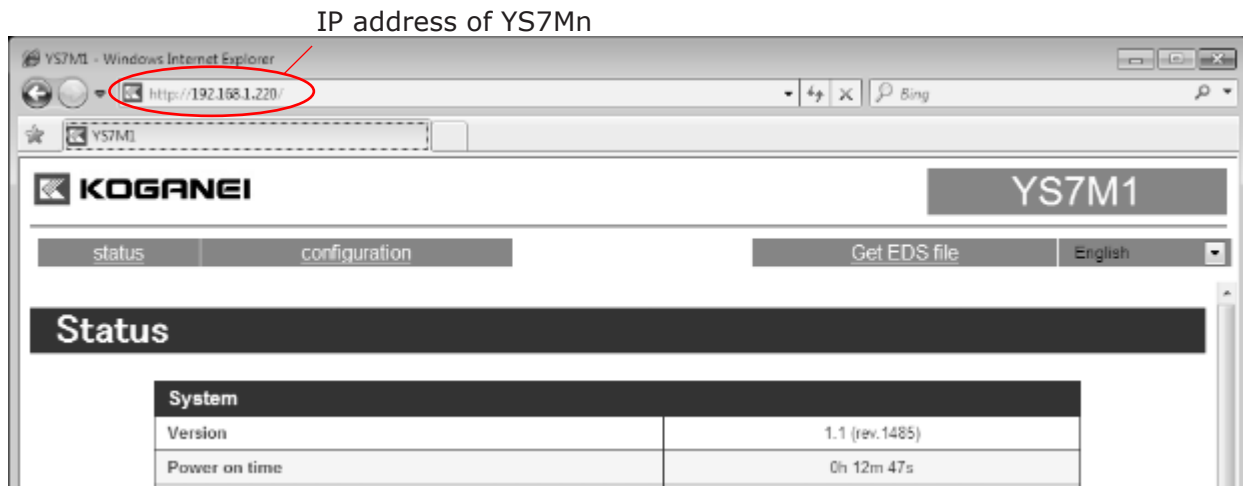 IP address of YS7Mn
YS7M1 - Windows Internet Explorer
http://192.168.1.220/
Bing
YS7M1
KOGANEI
YS7M1
status configuration Get EDS file English
Status
System
Version 1.1 (rev.1485)
Power on time 0h 12m 47s